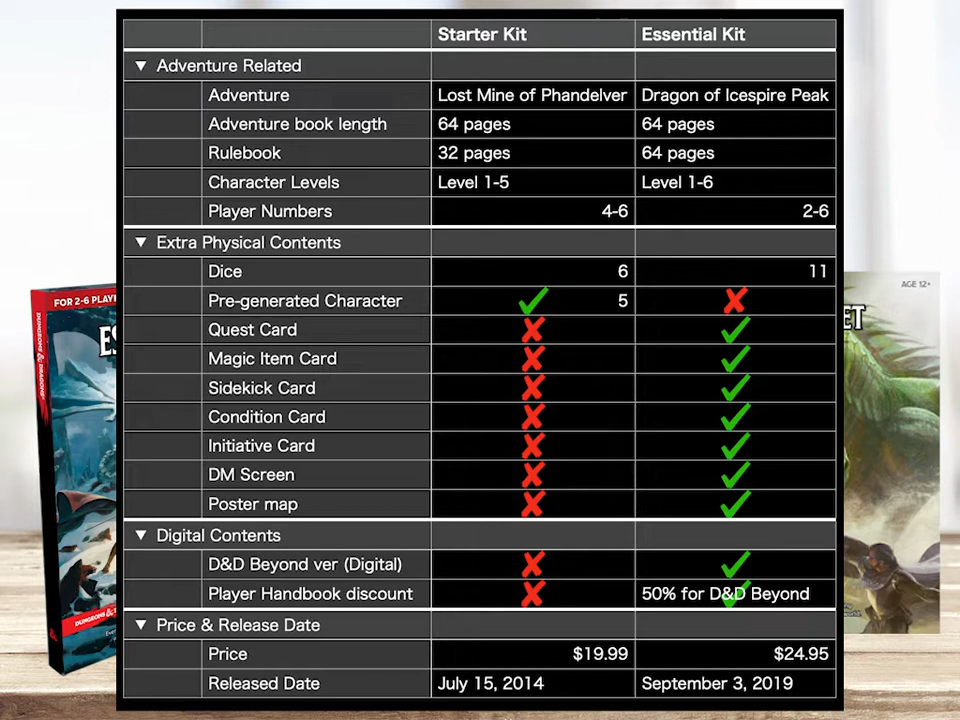 Starter Kit Essential Kit
▼ Adventure Related
Adventure Lost Mine of Phandelver Dragon of Icespire Peak
Adventure book length 64 pages 64 pages
Rulebook 32 pages 64 pages
Character Levels Level 1-5 Level 1-6
Player Numbers 4-6 2-6
▼ Extra Physical Contents
Dice 6 11
Pre-generated Character ✓ 5 ✗
Quest Card ✗ ✓
Magic Item Card ✗ ✓
Sidekick Card ✗ ✓
Condition Card ✗ ✓
Initiative Card ✗ ✓
DM Screen ✗ ✓
Poster map ✗ ✓
▼ Digital Contents
D&D Beyond ver (Digital) ✗ ✓
Player Handbook discount ✗ 50% for D&D Beyond
▼ Price & Release Date
Price $19.99 $24.95
Released Date July 15, 2014 September 3, 2019
FOR 2-6
DUNGEONS & DRAGONS
AGE 12+
ET